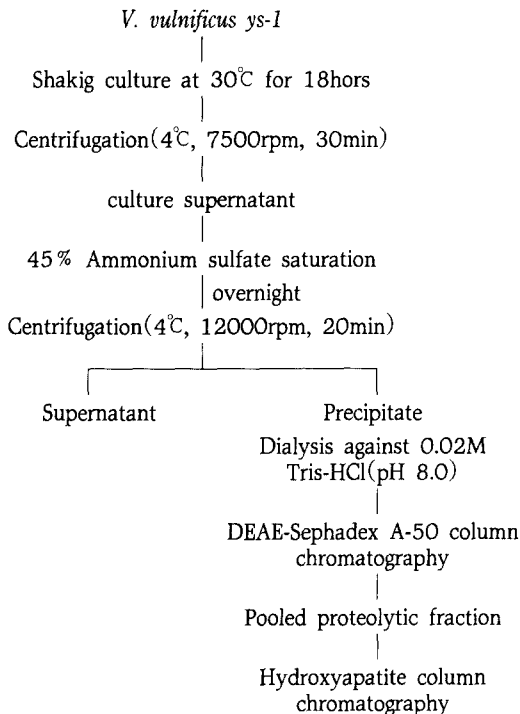 V. vulnificus ys-1
Shakig culture at 30℃ for 18hors
Centrifugation(4℃, 7500rpm, 30min)
culture supernatant
45% Ammonium sulfate saturation
overnight
Centrifugation(4℃, 12000rpm, 20min)
Supernatant
Precipitate
Dialysis against 0.02M
Tris-HCl(pH 8.0)
DEAE-Sephadex A-50 column
chromatography
Pooled proteolytic fraction
Hydroxyapatite column
chromatography